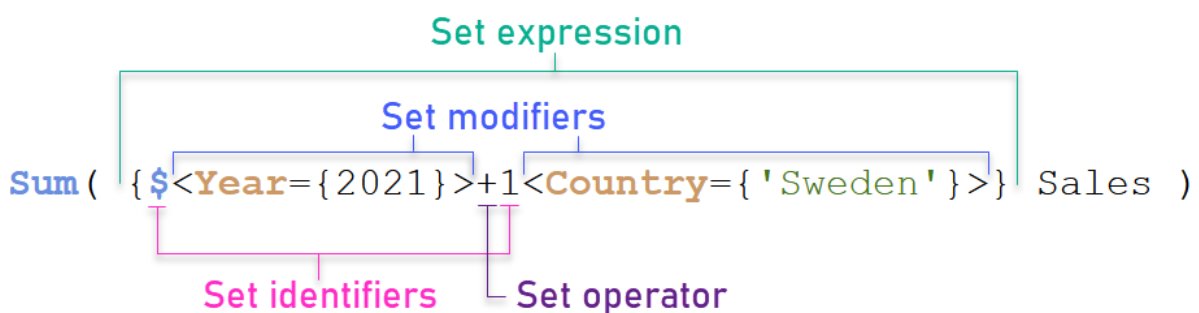 Set expression
Set modifiers
Sum( {$<Year={2021}>+1<Country={'Sweden'}>} Sales )
Set identifiers
Set operator